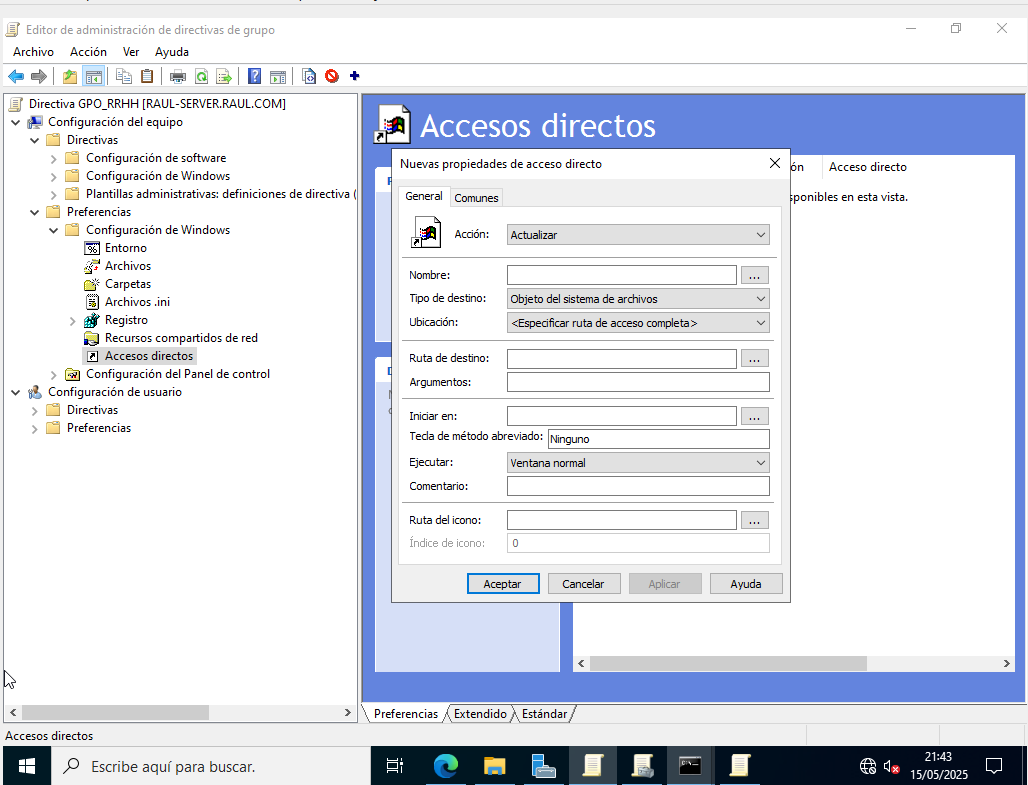 Editor de administración de directivas de grupo
Archivo Acción Ver Ayuda
Directiva GPO_RRHH [RAUL-SERVER.RAUL.COM]
Configuración del equipo
Directivas
Configuración de software
Configuración de Windows
Plantillas administrativas: definiciones de directiva (
Preferencias
Configuración de Windows
Entorno
Archivos
Carpetas
Archivos .ini
Registro
Recursos compartidos de red
Accesos directos
Configuración del Panel de control
Configuración de usuario
Directivas
Preferencias
Accesos directos
ón Acceso directo
sponibles en esta vista.
Nuevas propiedades de acceso directo
General Comunes
Acción: Actualizar
Nombre: ...
Tipo de destino: Objeto del sistema de archivos
Ubicación: <Especificar ruta de acceso completa>
Ruta de destino: ...
Argumentos:
Iniciar en: ...
Tecla de método abreviado: Ninguno
Ejecutar: Ventana normal
Comentario:
Ruta del icono: ...
Índice de icono: 0
Aceptar Cancelar Aplicar Ayuda
Preferencias Extendido Estándar
Accesos directos
Escribe aquí para buscar.
21:43
15/05/2025